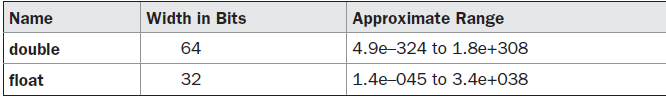 Name Width in Bits Approximate Range
double 64 4.9e–324 to 1.8e+308
float 32 1.4e–045 to 3.4e+038